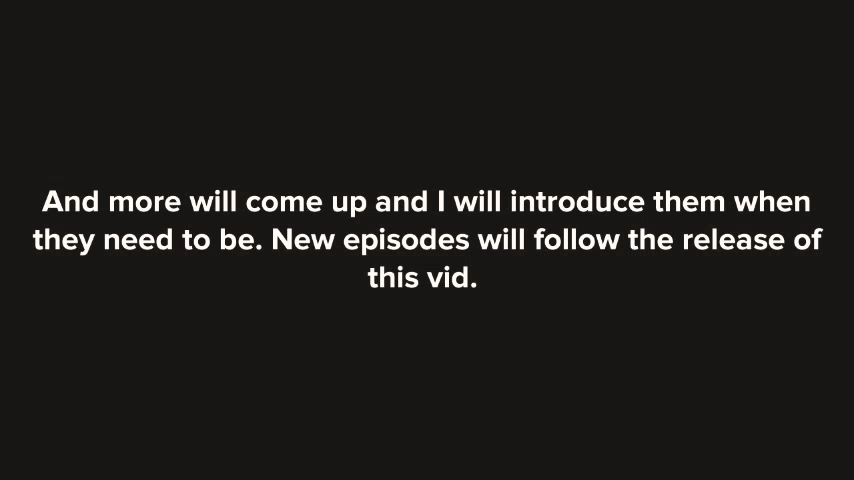 And more will come up and I will introduce them when
they need to be. New episodes will follow the release of
this vid.